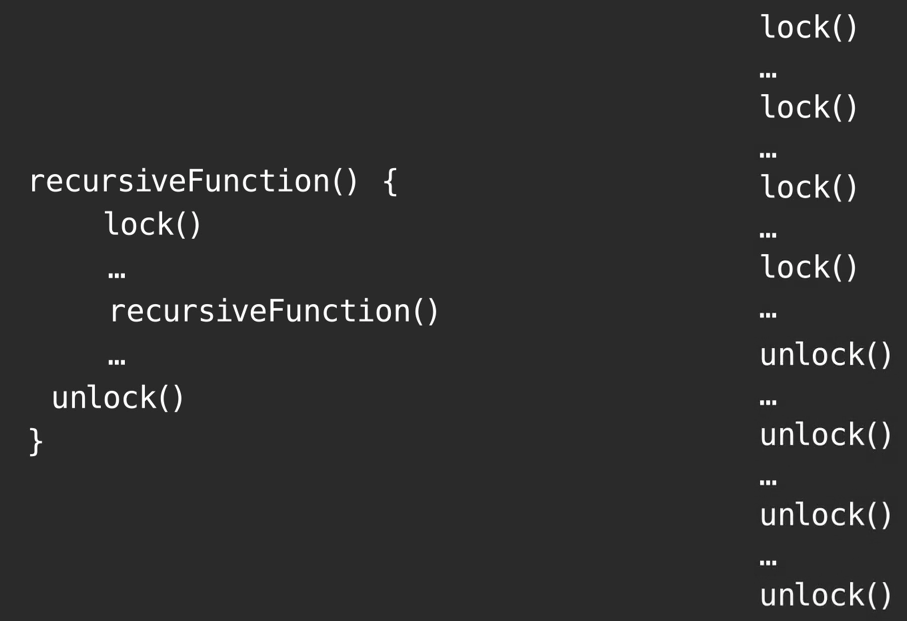 recursiveFunction() {
lock()
…
recursiveFunction()
…
unlock()
}
lock()
…
lock()
…
lock()
…
lock()
…
unlock()
…
unlock()
…
unlock()
…
unlock()